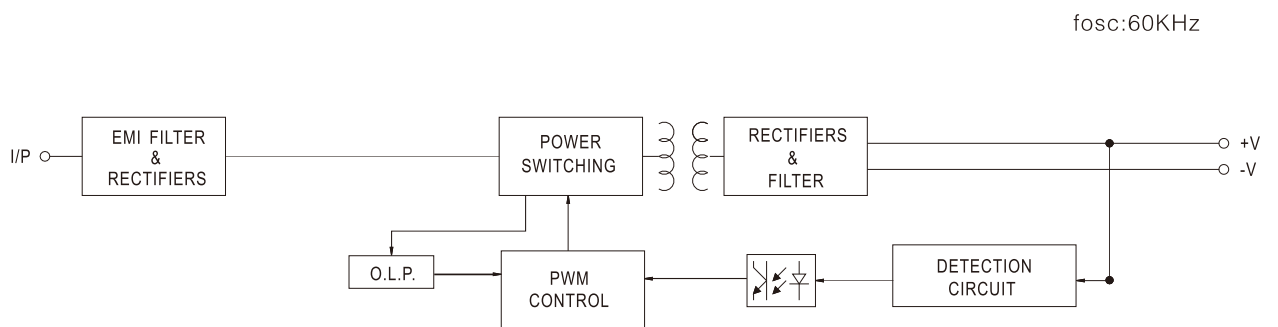 fosc:60KHz
I/P
EMI FILTER
&
RECTIFIERS
POWER
SWITCHING
RECTIFIERS
&
FILTER
+V
-V
O.L.P.
PWM
CONTROL
DETECTION
CIRCUIT